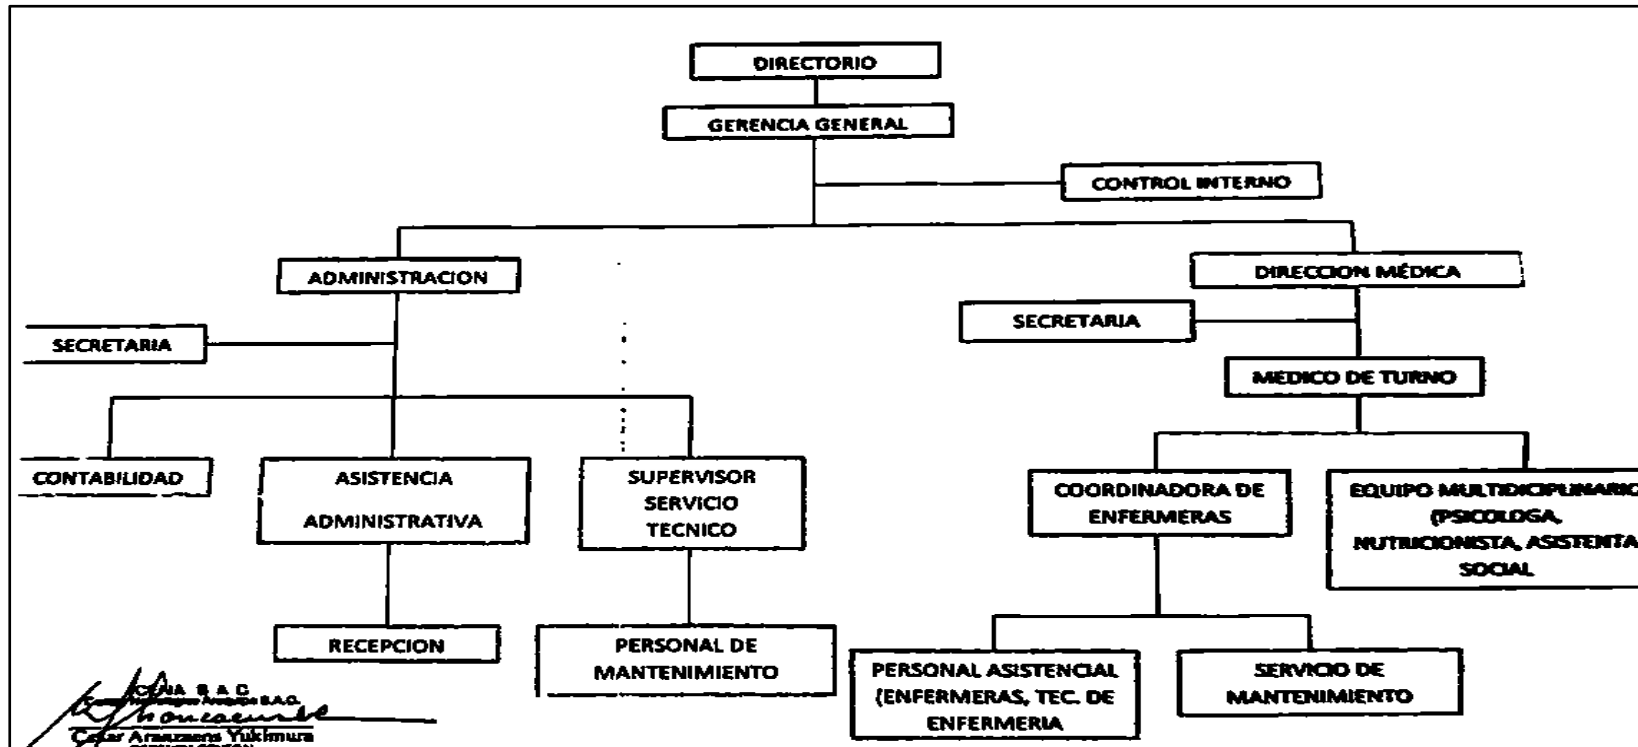 DIRECTORIO
GERENCIA GENERAL
CONTROL INTERNO
ADMINISTRACION
DIRECCION MÉDICA
SECRETARIA
SECRETARIA
MEDICO DE TURNO
CONTABILIDAD
ASISTENCIA
ADMINISTRATIVA
SUPERVISOR
SERVICIO
TECNICO
COORDINADORA DE
ENFERMERAS
EQUIPO MULTIDICIPLINARIO
(PSICOLOGA,
NUTRICIONISTA, ASISTENTA
SOCIAL
RECEPCION
PERSONAL DE
MANTENIMIENTO
PERSONAL ASISTENCIAL
(ENFERMERAS, TEC. DE
ENFERMERIA
SERVICIO DE
MANTENIMIENTO
S.A.C.
Yukimura